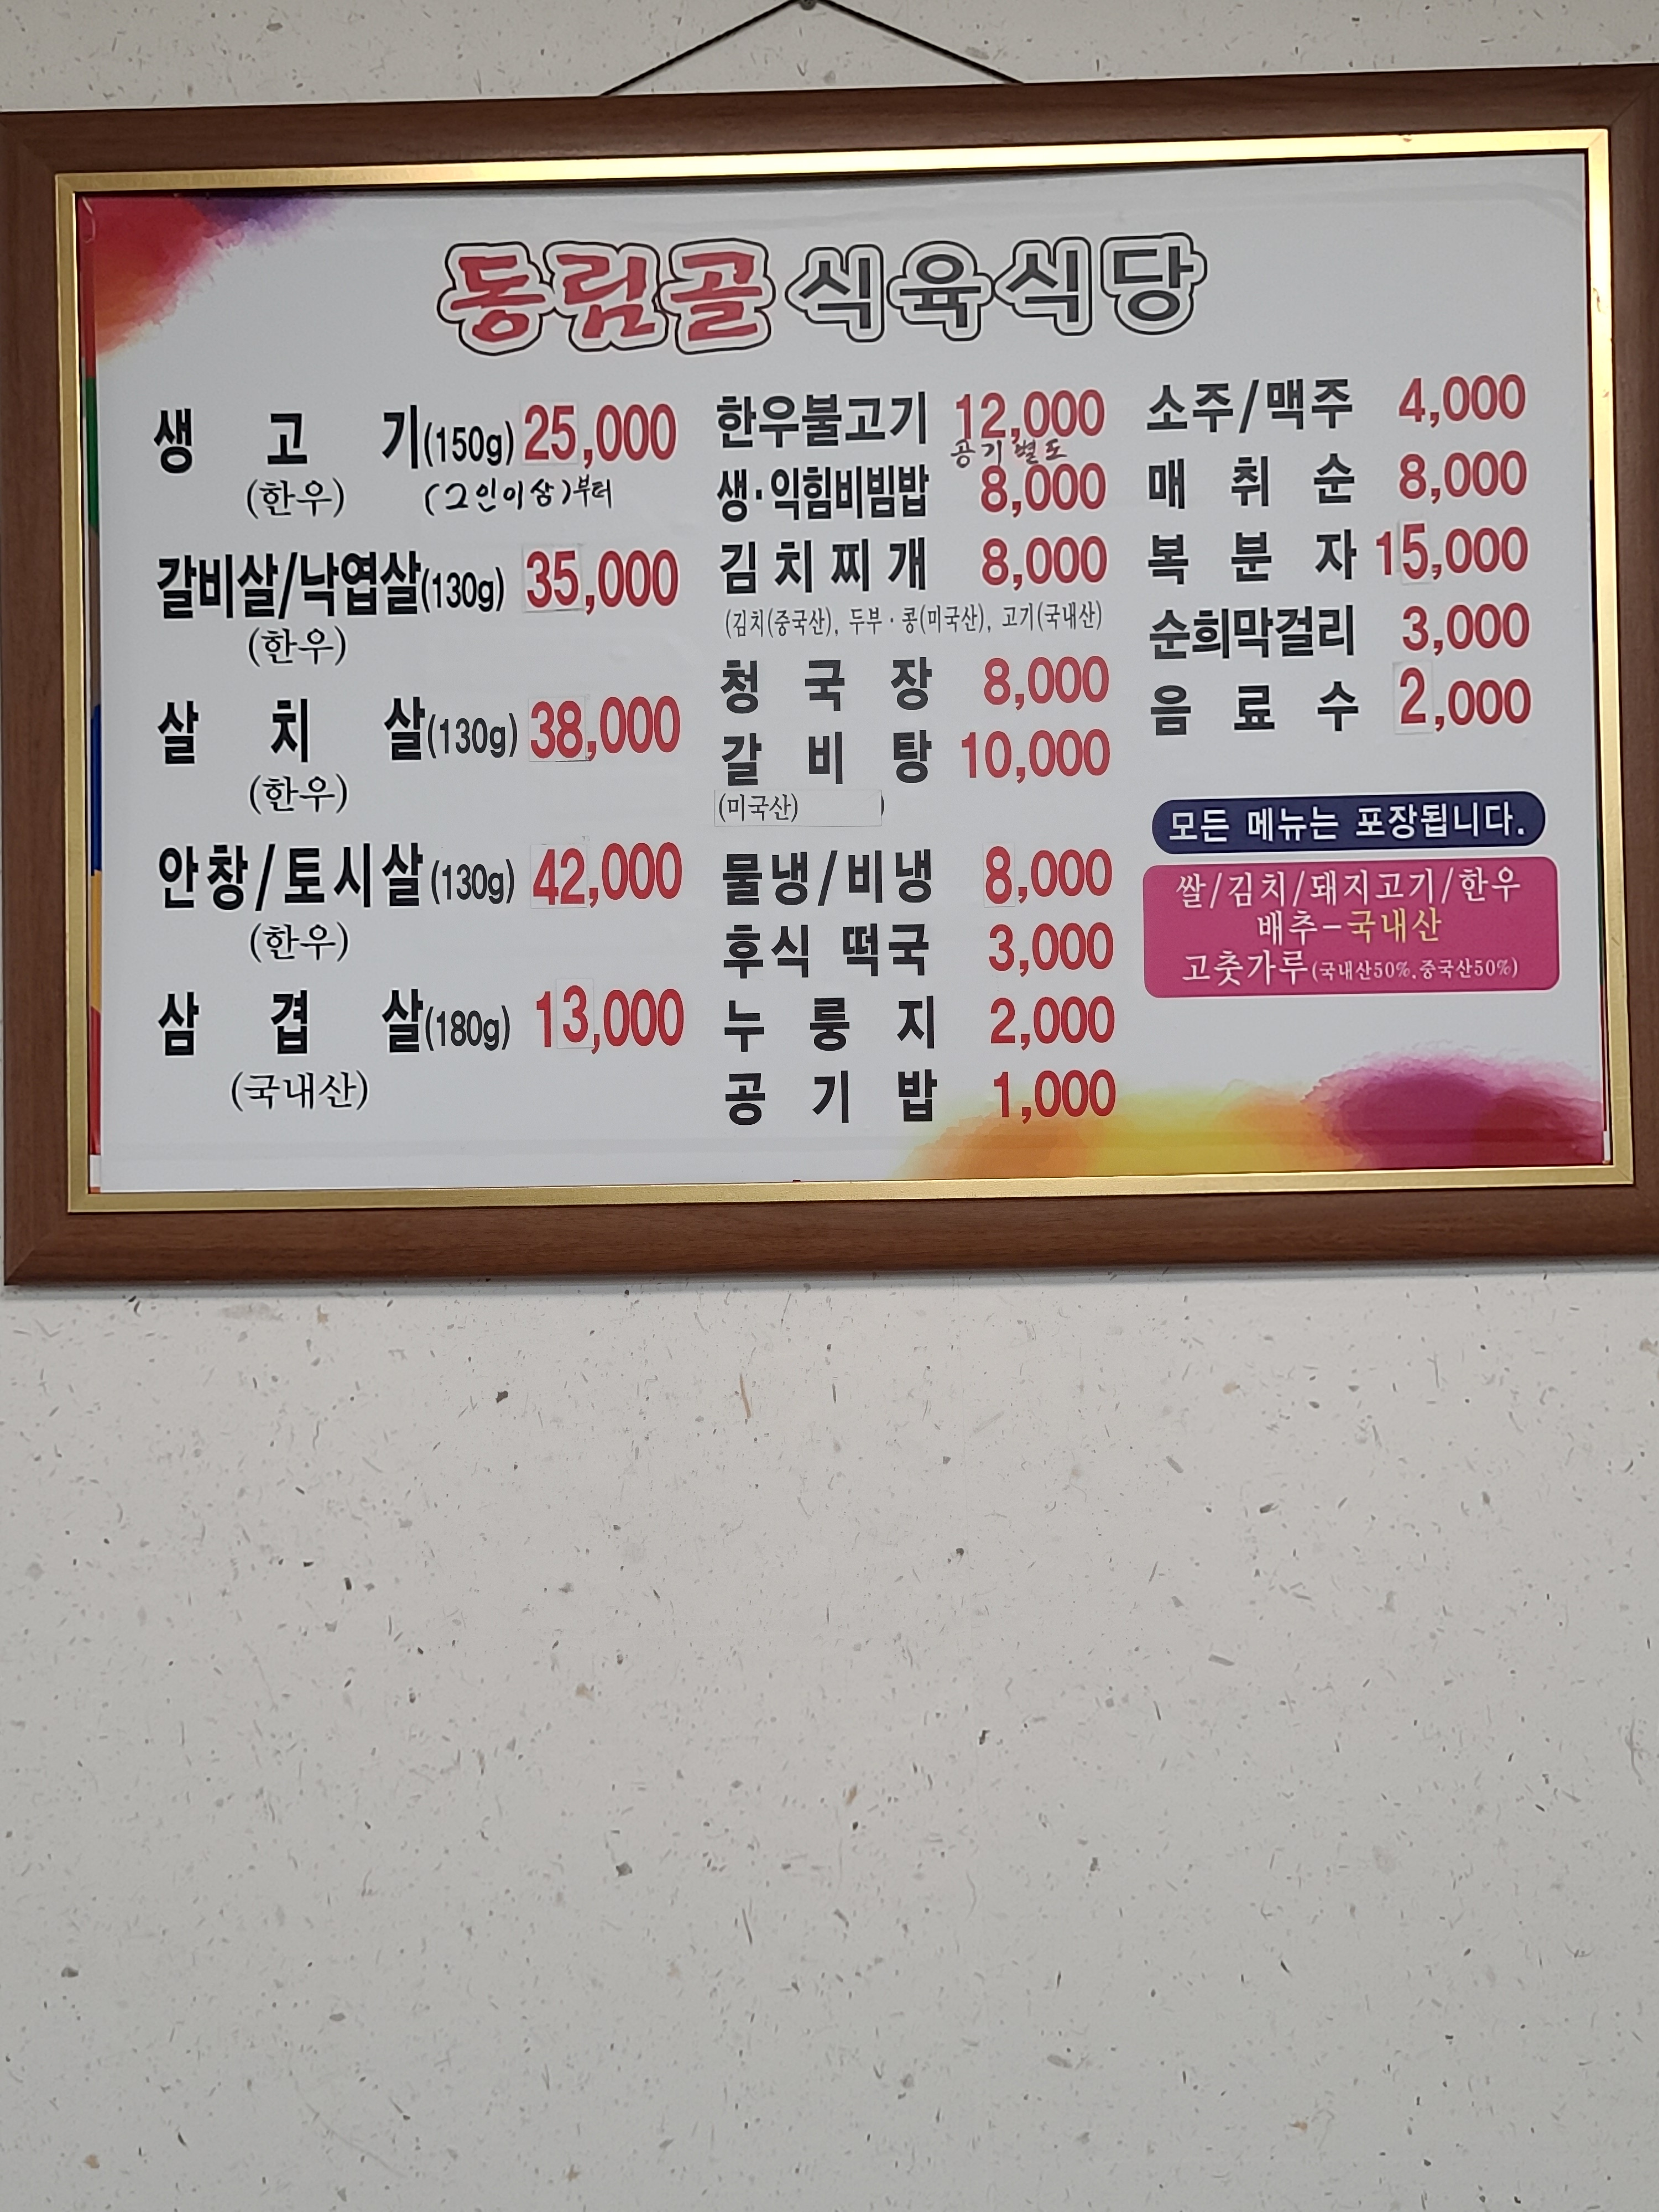 동림골 식육식당
생 고 기(150g) 25,000
(한우) (2인이상)부터
갈비살/낙엽살(130g) 35,000
(한우)
살 치 살(130g) 38,000
(한우)
안창/토시살(130g) 42,000
(한우)
삼 겹 살(180g) 13,000
(국내산)
한우불고기 12,000
공기별도
생·익힘비빔밥 8,000
김치찌개 8,000
(김치(중국산), 두부·콩(미국산), 고기(국내산)
청 국 장 8,000
갈 비 탕 10,000
(미국산) )
물냉/비냉 8,000
후식 떡국 3,000
누 룽 지 2,000
공 기 밥 1,000
소주/맥주 4,000
매 취 순 8,000
복 분 자 15,000
순희막걸리 3,000
음 료 수 2,000
모든 메뉴는 포장됩니다.
쌀/김치/돼지고기/한우
배추-국내산
고춧가루(국내산50%.중국산50%)